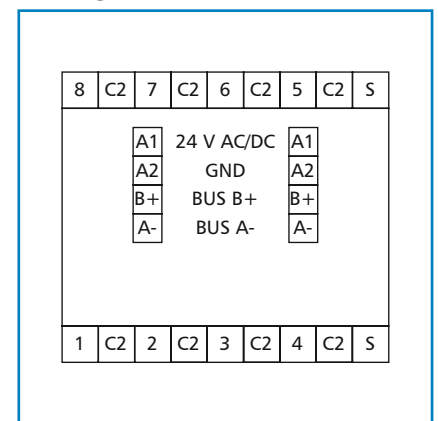 8 C2 7 C2 6 C2 5 C2 S
A1 24 V AC/DC A1
A2 GND A2
B+ BUS B+ B+
A- BUS A- A-
1 C2 2 C2 3 C2 4 C2 S